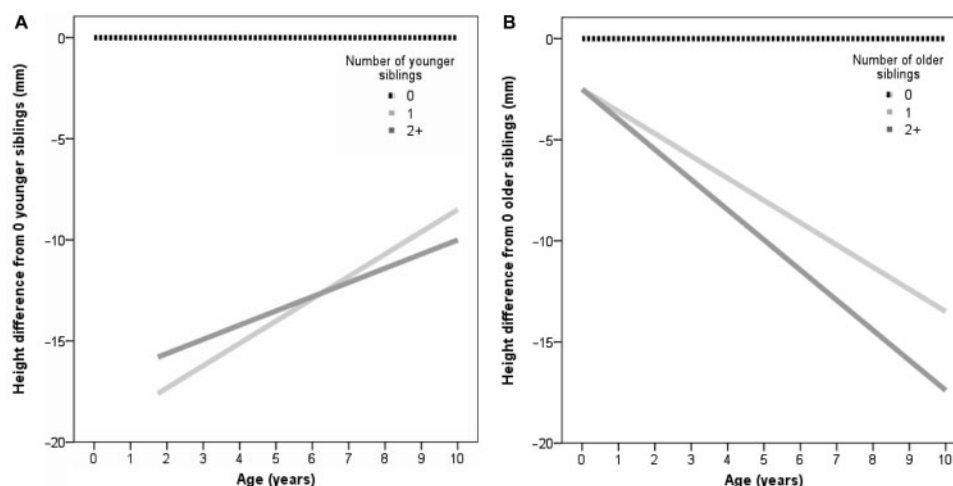 A
Height difference from 0 younger siblings (mm)
0
−5
−10
−15
−20
Number of younger
siblings
0
1
2+
0 1 2 3 4 5 6 7 8 9 10
Age (years)
B
Height difference from 0 older siblings (mm)
0
−5
−10
−15
−20
Number of older
siblings
0
1
2+
0 1 2 3 4 5 6 7 8 9 10
Age (years)